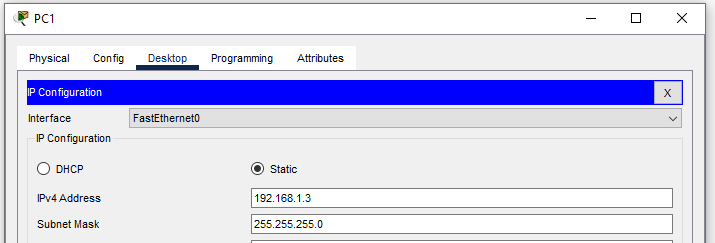 PC1
Physical Config Desktop Programming Attributes
IP Configuration X
Interface FastEthernet0
IP Configuration
DHCP Static
IPv4 Address 192.168.1.3
Subnet Mask 255.255.255.0